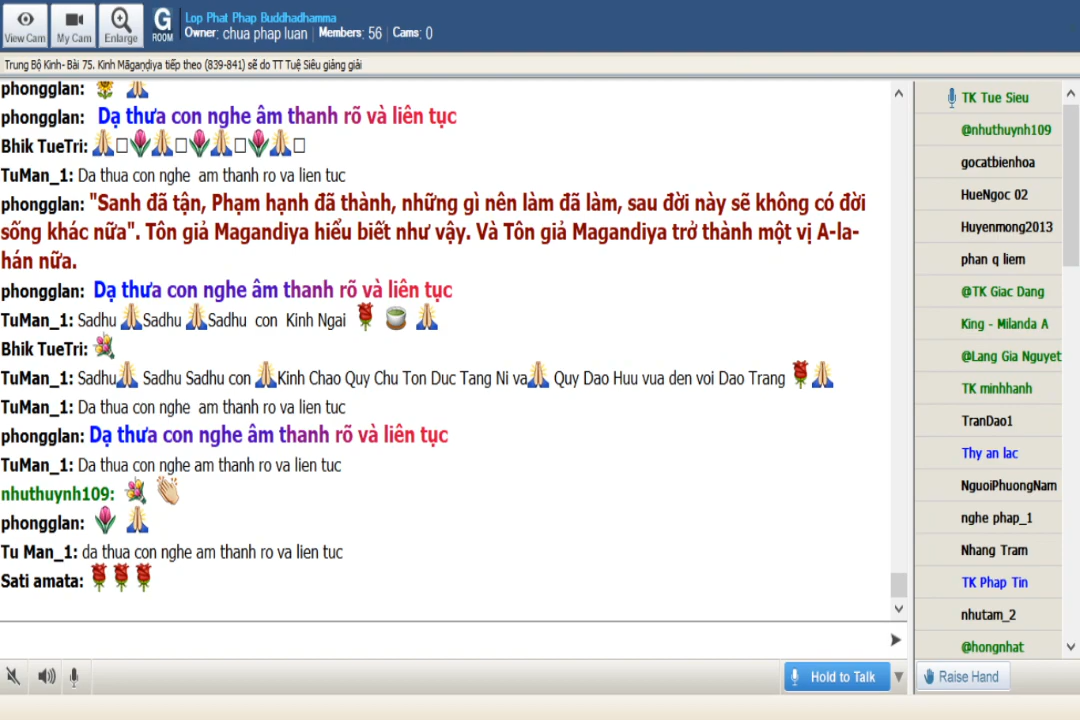 View Cam
My Cam
Enlarge
G ROOM
Lop Phat Phap Buddhadhamma
Owner: chua phap luan | Members: 56 | Cams: 0
Trung Bộ Kinh- Bài 75. Kinh Māgaṇḍiya tiếp theo (839-841) sẽ do TT Tuệ Siêu giảng giải
phongglan: 🌻 🙏
phongglan: Dạ thưa con nghe âm thanh rõ và liên tục
Bhik TueTri: 🙏□🌷🙏□🌷🙏□🌷🙏□
TuMan_1: Da thua con nghe am thanh ro va lien tuc
phongglan: "Sanh đã tận, Phạm hạnh đã thành, những gì nên làm đã làm, sau đời này sẽ không có đời
sống khác nữa". Tôn giả Magandiya hiểu biết như vậy. Và Tôn giả Magandiya trở thành một vị A-la-
hán nữa.
phongglan: Dạ thưa con nghe âm thanh rõ và liên tục
TuMan_1: Sadhu 🙏Sadhu 🙏Sadhu con Kinh Ngai 🌹 🍵 🙏
Bhik TueTri: 💐
TuMan_1: Sadhu🙏 Sadhu Sadhu con 🙏Kinh Chao Quy Chu Ton Duc Tang Ni va🙏 Quy Dao Huu vua den voi Dao Trang 🌹🙏
TuMan_1: Da thua con nghe am thanh ro va lien tuc
phongglan: Dạ thưa con nghe âm thanh rõ và liên tục
TuMan_1: Da thua con nghe am thanh ro va lien tuc
nhuthuynh109: 💐 👏
phongglan: 🌷 🙏
Tu Man_1: da thua con nghe am thanh ro va lien tuc
Sati amata: 🌹🌹🌹
TK Tue Sieu
@nhuthuynh109
gocatbienhoa
HueNgoc 02
Huyenmong2013
phan q liem
@TK Giac Dang
King - Milanda A
@Lang Gia Nguyet
TK minhhanh
TranDao1
Thy an lac
NguoiPhuongNam
nghe phap_1
Nhang Tram
TK Phap Tin
nhutam_2
@hongnhat
Hold to Talk
Raise Hand